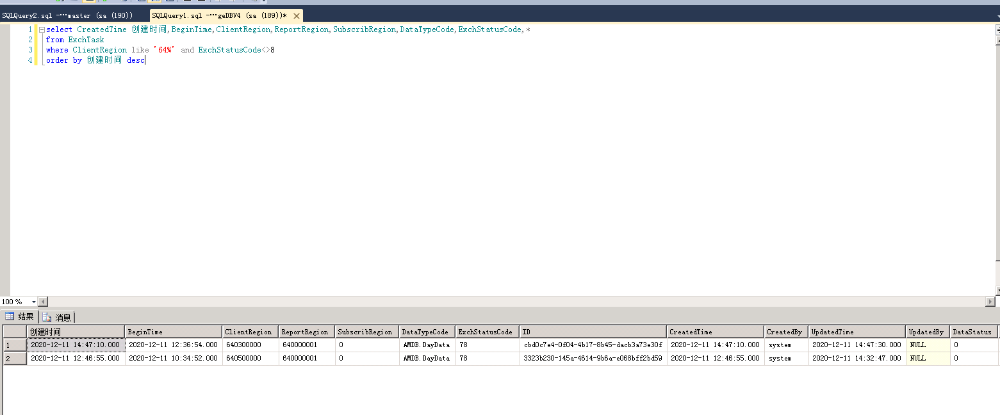 SQLQuery2.sql -···master (sa (190)) SQLQuery1.sql -···geDBV4 (sa (189))*
1 select CreatedTime 创建时间,BeginTime,ClientRegion,ReportRegion,SubscribRegion,DataTypeCode,ExchStatusCode,*
2 from ExchTask
3 where ClientRegion like '64%' and ExchStatusCode<>8
4 order by 创建时间 desc
100 %
结果 消息
创建时间 BeginTime ClientRegion ReportRegion SubscribRegion DataTypeCode ExchStatusCode ID CreatedTime CreatedBy UpdatedTime UpdatedBy DataStatus
1 2020-12-11 14:47:10.000 2020-12-11 12:36:54.000 640300000 640000001 0 AMDB.DayData 78 cbd0c7e4-0f04-4b17-8b45-dacb3a73e30f 2020-12-11 14:47:10.000 system 2020-12-11 14:47:30.000 NULL 0
2 2020-12-11 12:46:55.000 2020-12-11 10:34:52.000 640500000 640000001 0 AMDB.DayData 78 3323b230-145a-4614-9b6a-e068bff2bd59 2020-12-11 12:46:55.000 system 2020-12-11 14:32:47.000 NULL 0